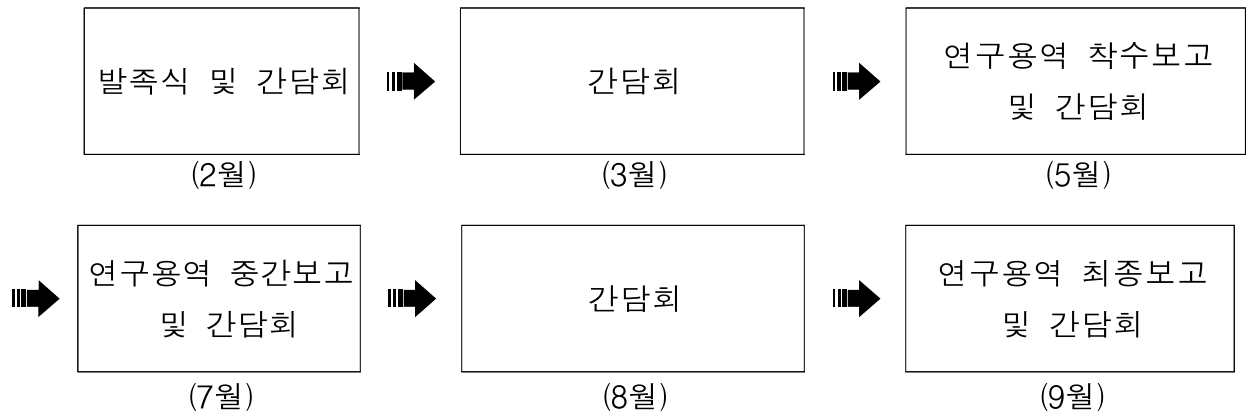 발족식 및 간담회
(2월)
간담회
(3월)
연구용역 착수보고
및 간담회
(5월)
연구용역 중간보고
및 간담회
(7월)
간담회
(8월)
연구용역 최종보고
및 간담회
(9월)